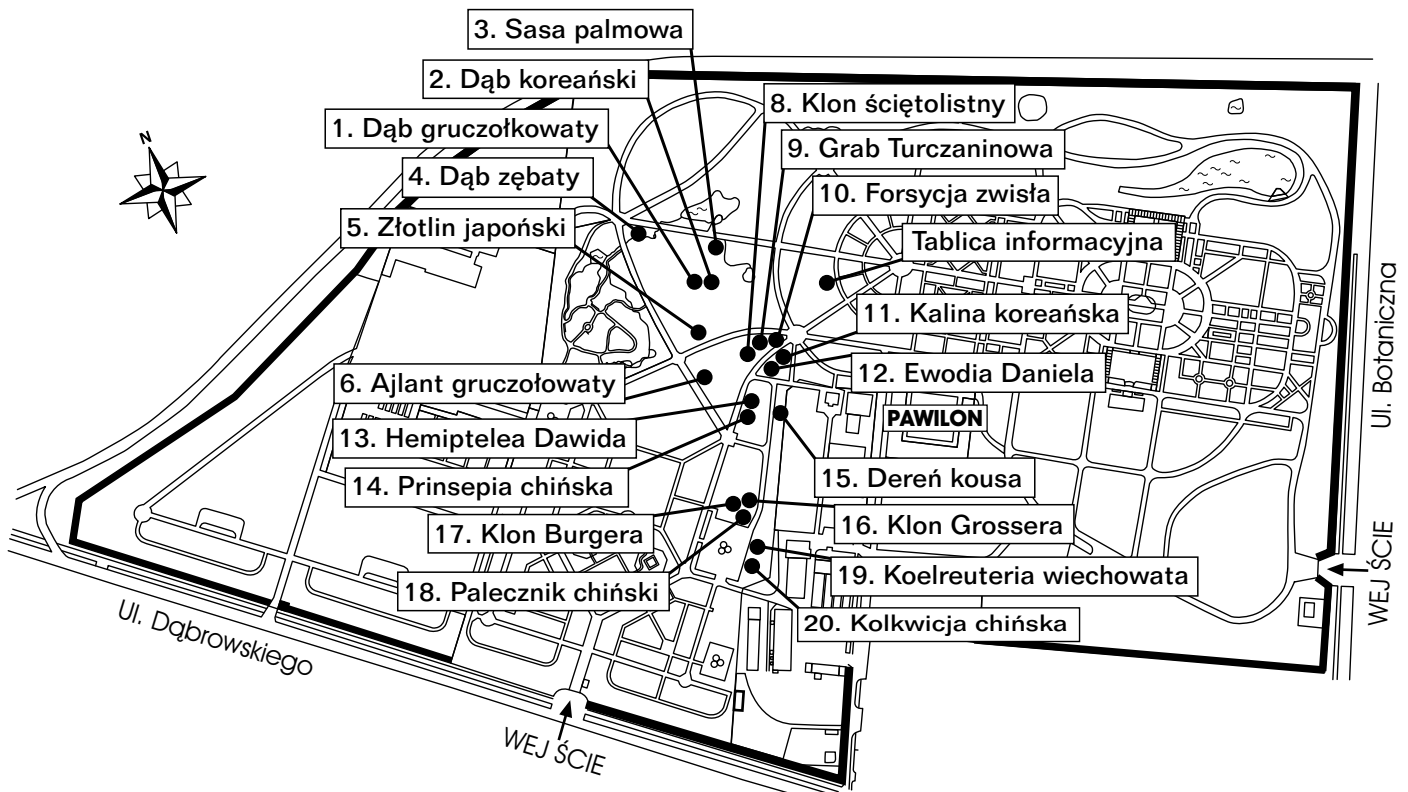 3. Sasa palmowa
2. Dąb koreański
8. Klon ściętolistny
1. Dąb gruczołkowaty
N
9. Grab Turczaninowa
4. Dąb zębaty
10. Forsycja zwisła
5. Złotlin japoński
Tablica informacyjna
11. Kalina koreańska
Ul. Botaniczna
6. Ajlant gruczołowaty
12. Ewodia Daniela
PAWILON
13. Hemiptelea Dawida
14. Prinsepia chińska
15. Dereń kousa
17. Klon Burgera
16. Klon Grossera
WEJ ŚCIE
18. Palecznik chiński
19. Koelreuteria wiechowata
20. Kolkwicja chińska
Ul. Dąbrowskiego
WEJ ŚCIE